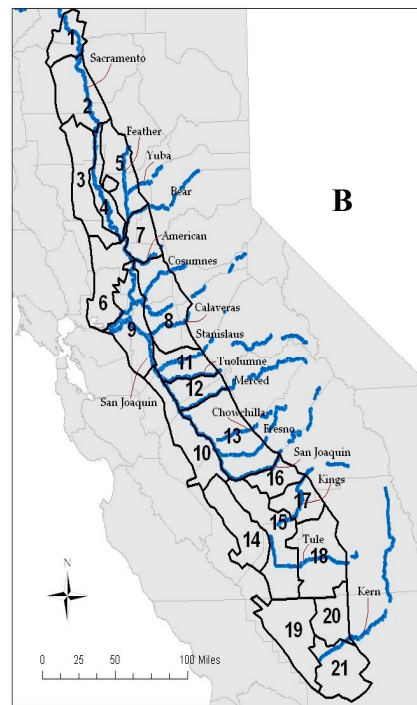 1
Sacramento
2
Feather
5
Yuba
3
Bear
B
4
7
American
Cosumnes
6
Calaveras
8
9
Stanislaus
11
Tuolumne
12
Merced
San Joaquin
Chowchilla
Fresno
13
10
San Joaquin
16
Kings
17
15
14
Tule
18
N
Kern
20
19
21
0 25 50 100 Miles